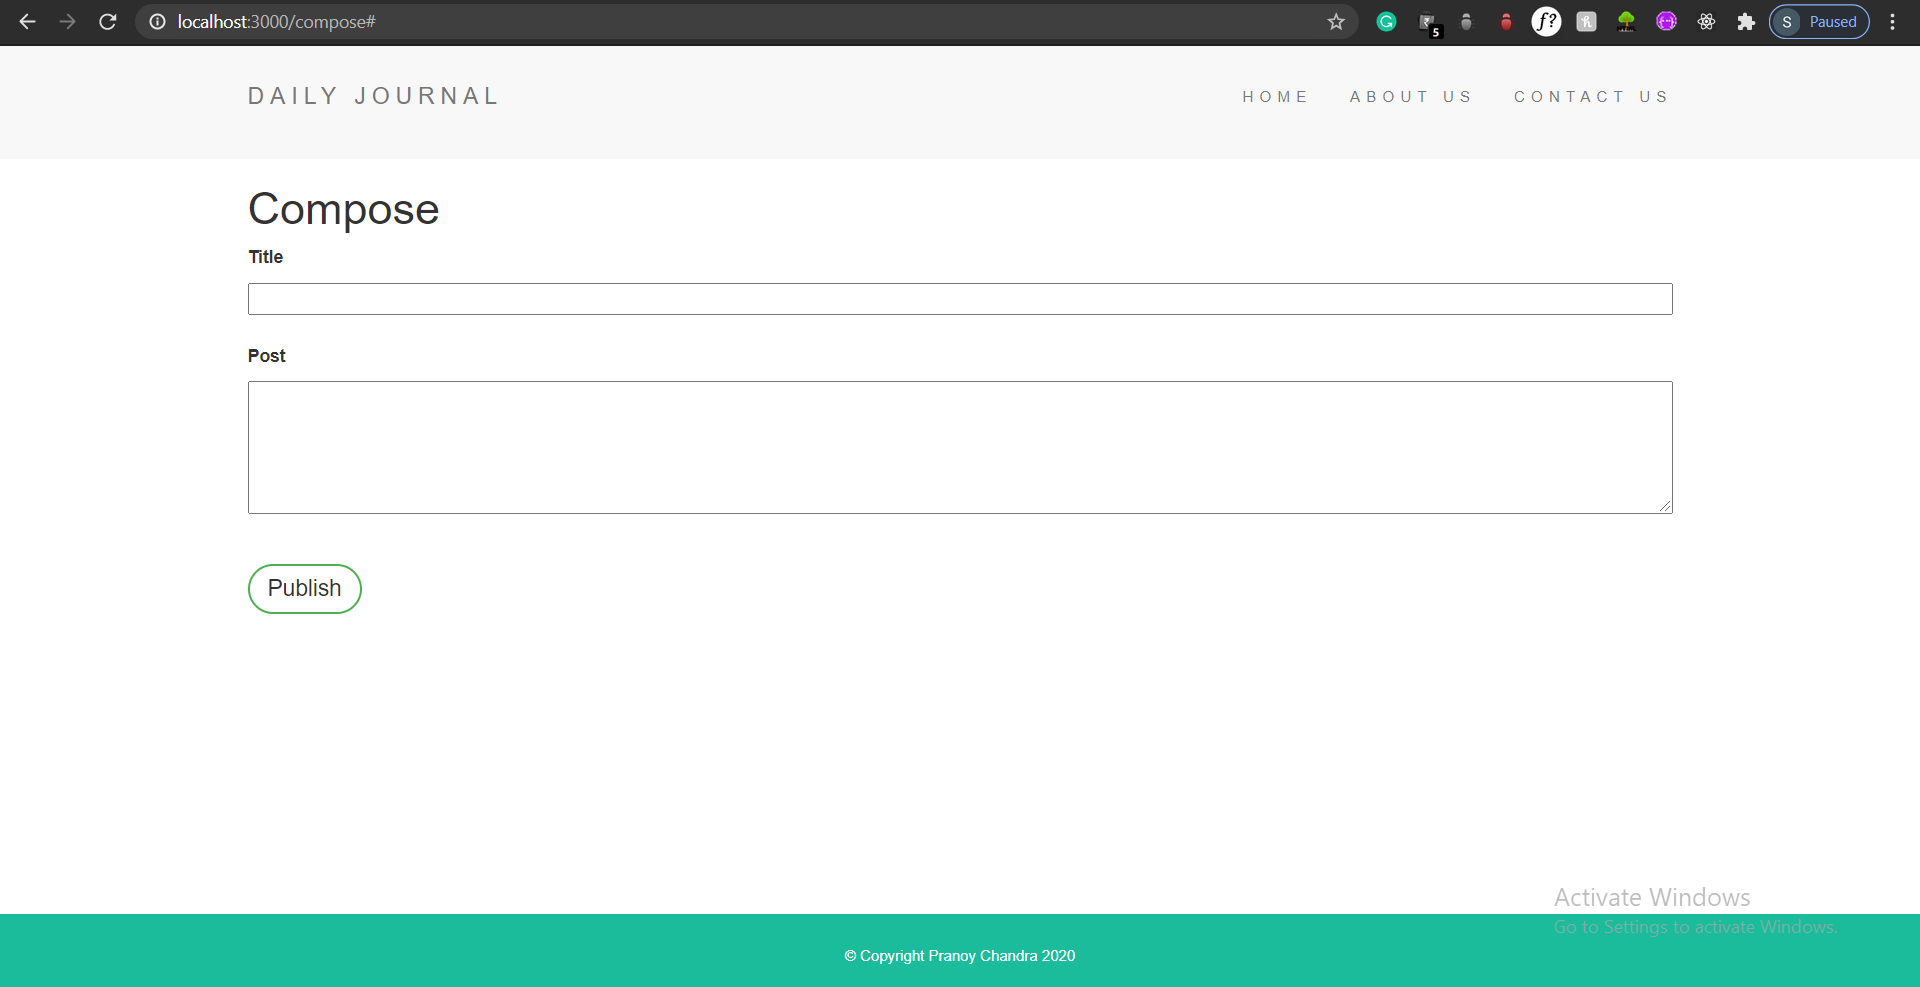 localhost:3000/compose#
5
f?
h
S Paused
DAILY JOURNAL
HOME ABOUT US CONTACT US
Compose
Title
Post
Publish
Activate Windows
Go to Settings to activate Windows.
© Copyright Pranoy Chandra 2020